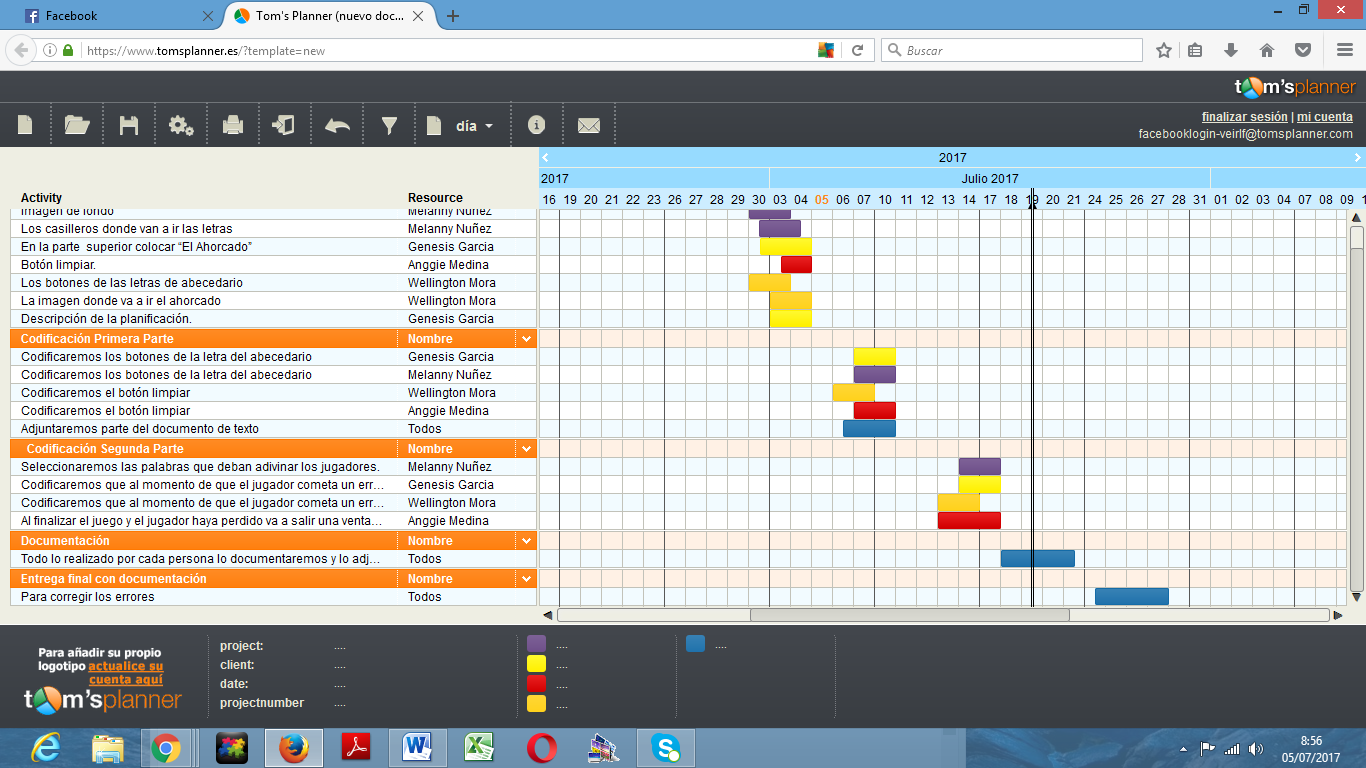 Facebook
Tom's Planner (nuevo doc...
https://www.tomsplanner.es/?template=new
Buscar
tom'splanner
día
finalizar sesión | mi cuenta
facebooklogin-veirlf@tomsplanner.com
2017
2017 Julio 2017
Activity Resource 16 19 20 21 22 23 26 27 28 29 30 03 04 05 06 07 10 11 12 13 14 17 18 19 20 21 24 25 26 27 28 31 01 02 03 04 07 08 09
Imagen de fondo Melanny Nuñez
Los casilleros donde van a ir las letras Melanny Nuñez
En la parte superior colocar “El Ahorcado” Genesis Garcia
Botón limpiar. Anggie Medina
Los botones de las letras de abecedario Wellington Mora
La imagen donde va a ir el ahorcado Wellington Mora
Descripción de la planificación. Genesis Garcia
Codificación Primera Parte Nombre
Codificaremos los botones de la letra del abecedario Genesis Garcia
Codificaremos los botones de la letra del abecedario Melanny Nuñez
Codificaremos el botón limpiar Wellington Mora
Codificaremos el botón limpiar Anggie Medina
Adjuntaremos parte del documento de texto Todos
Codificación Segunda Parte Nombre
Seleccionaremos las palabras que deban adivinar los jugadores. Melanny Nuñez
Codificaremos que al momento de que el jugador cometa un err... Genesis Garcia
Codificaremos que al momento de que el jugador cometa un err... Wellington Mora
Al finalizar el juego y el jugador haya perdido va a salir una venta... Anggie Medina
Documentación Nombre
Todo lo realizado por cada persona lo documentaremos y lo adj... Todos
Entrega final con documentación Nombre
Para corregir los errores Todos
Para añadir su propio
logotipo actualice su
cuenta aquí
tom'splanner
project: ....
client: ....
date: ....
projectnumber ....
....
....
....
....
....
8:56
05/07/2017